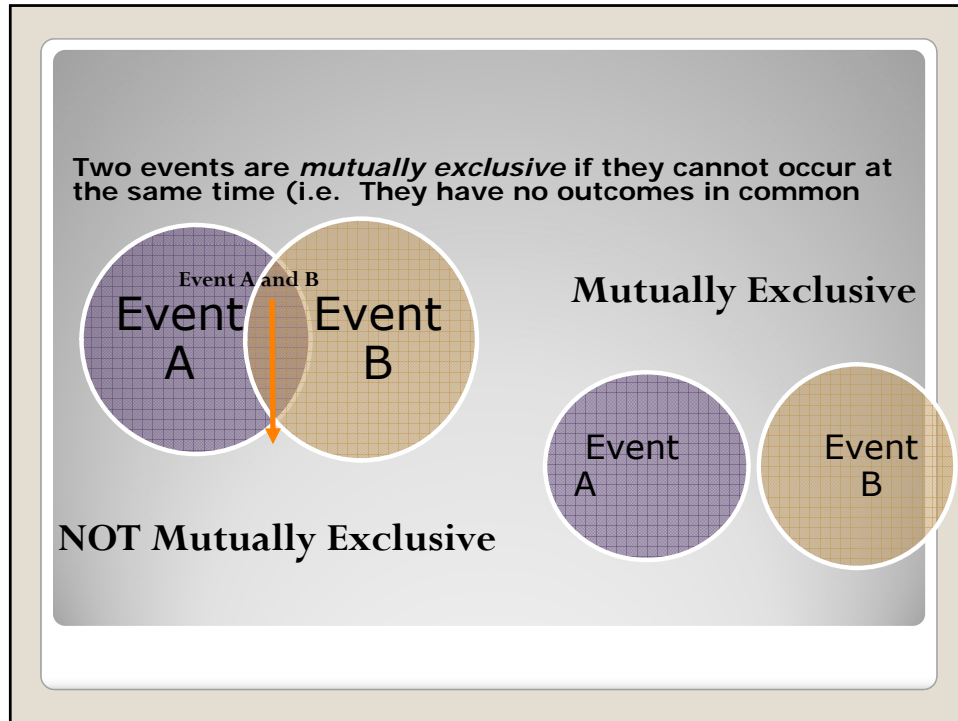 Two events are mutually exclusive if they cannot occur at
the same time (i.e. They have no outcomes in common
Event A and B
Event
A
Event
B
NOT Mutually Exclusive
Mutually Exclusive
Event
A
Event
B